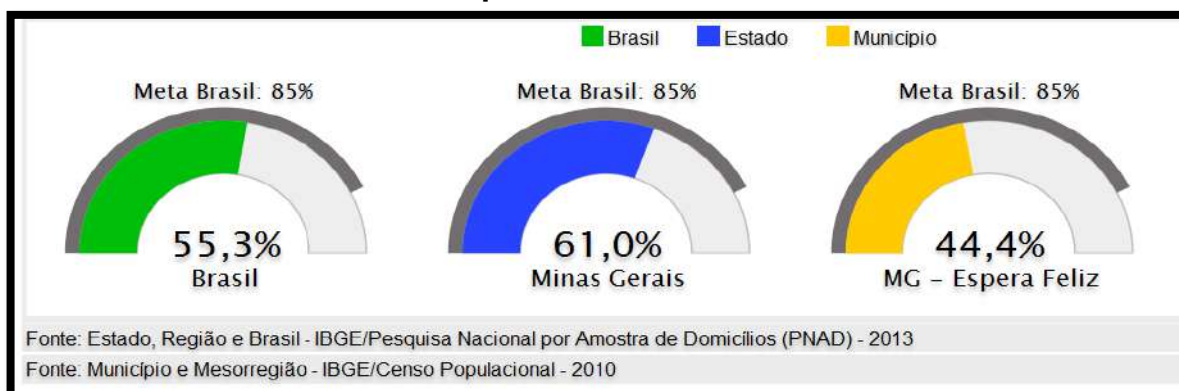 Brasil Estado Município
Meta Brasil: 85% Meta Brasil: 85% Meta Brasil: 85%
55,3% 61,0% 44,4%
Brasil Minas Gerais MG – Espera Feliz
Fonte: Estado, Região e Brasil - IBGE/Pesquisa Nacional por Amostra de Domicílios (PNAD) - 2013
Fonte: Município e Mesorregião - IBGE/Censo Populacional - 2010